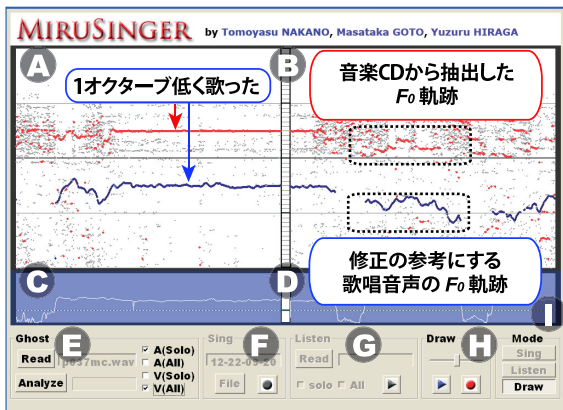 MIRUSINGER by Tomoyasu NAKANO, Masataka GOTO, Yuzuru HIRAGA
A
B
1オクターブ低く歌った
音楽CDから抽出した
F0 軌跡
修正の参考にする
歌唱音声の F0 軌跡
C
D
I
Ghost
Read
p037mc.wav
Analyze
A(Solo)
A(All)
V(Solo)
V(All)
E
Sing
12-22-03-20
File
F
Listen
Read
solo
All
G
Draw
H
Mode
Sing
Listen
Draw